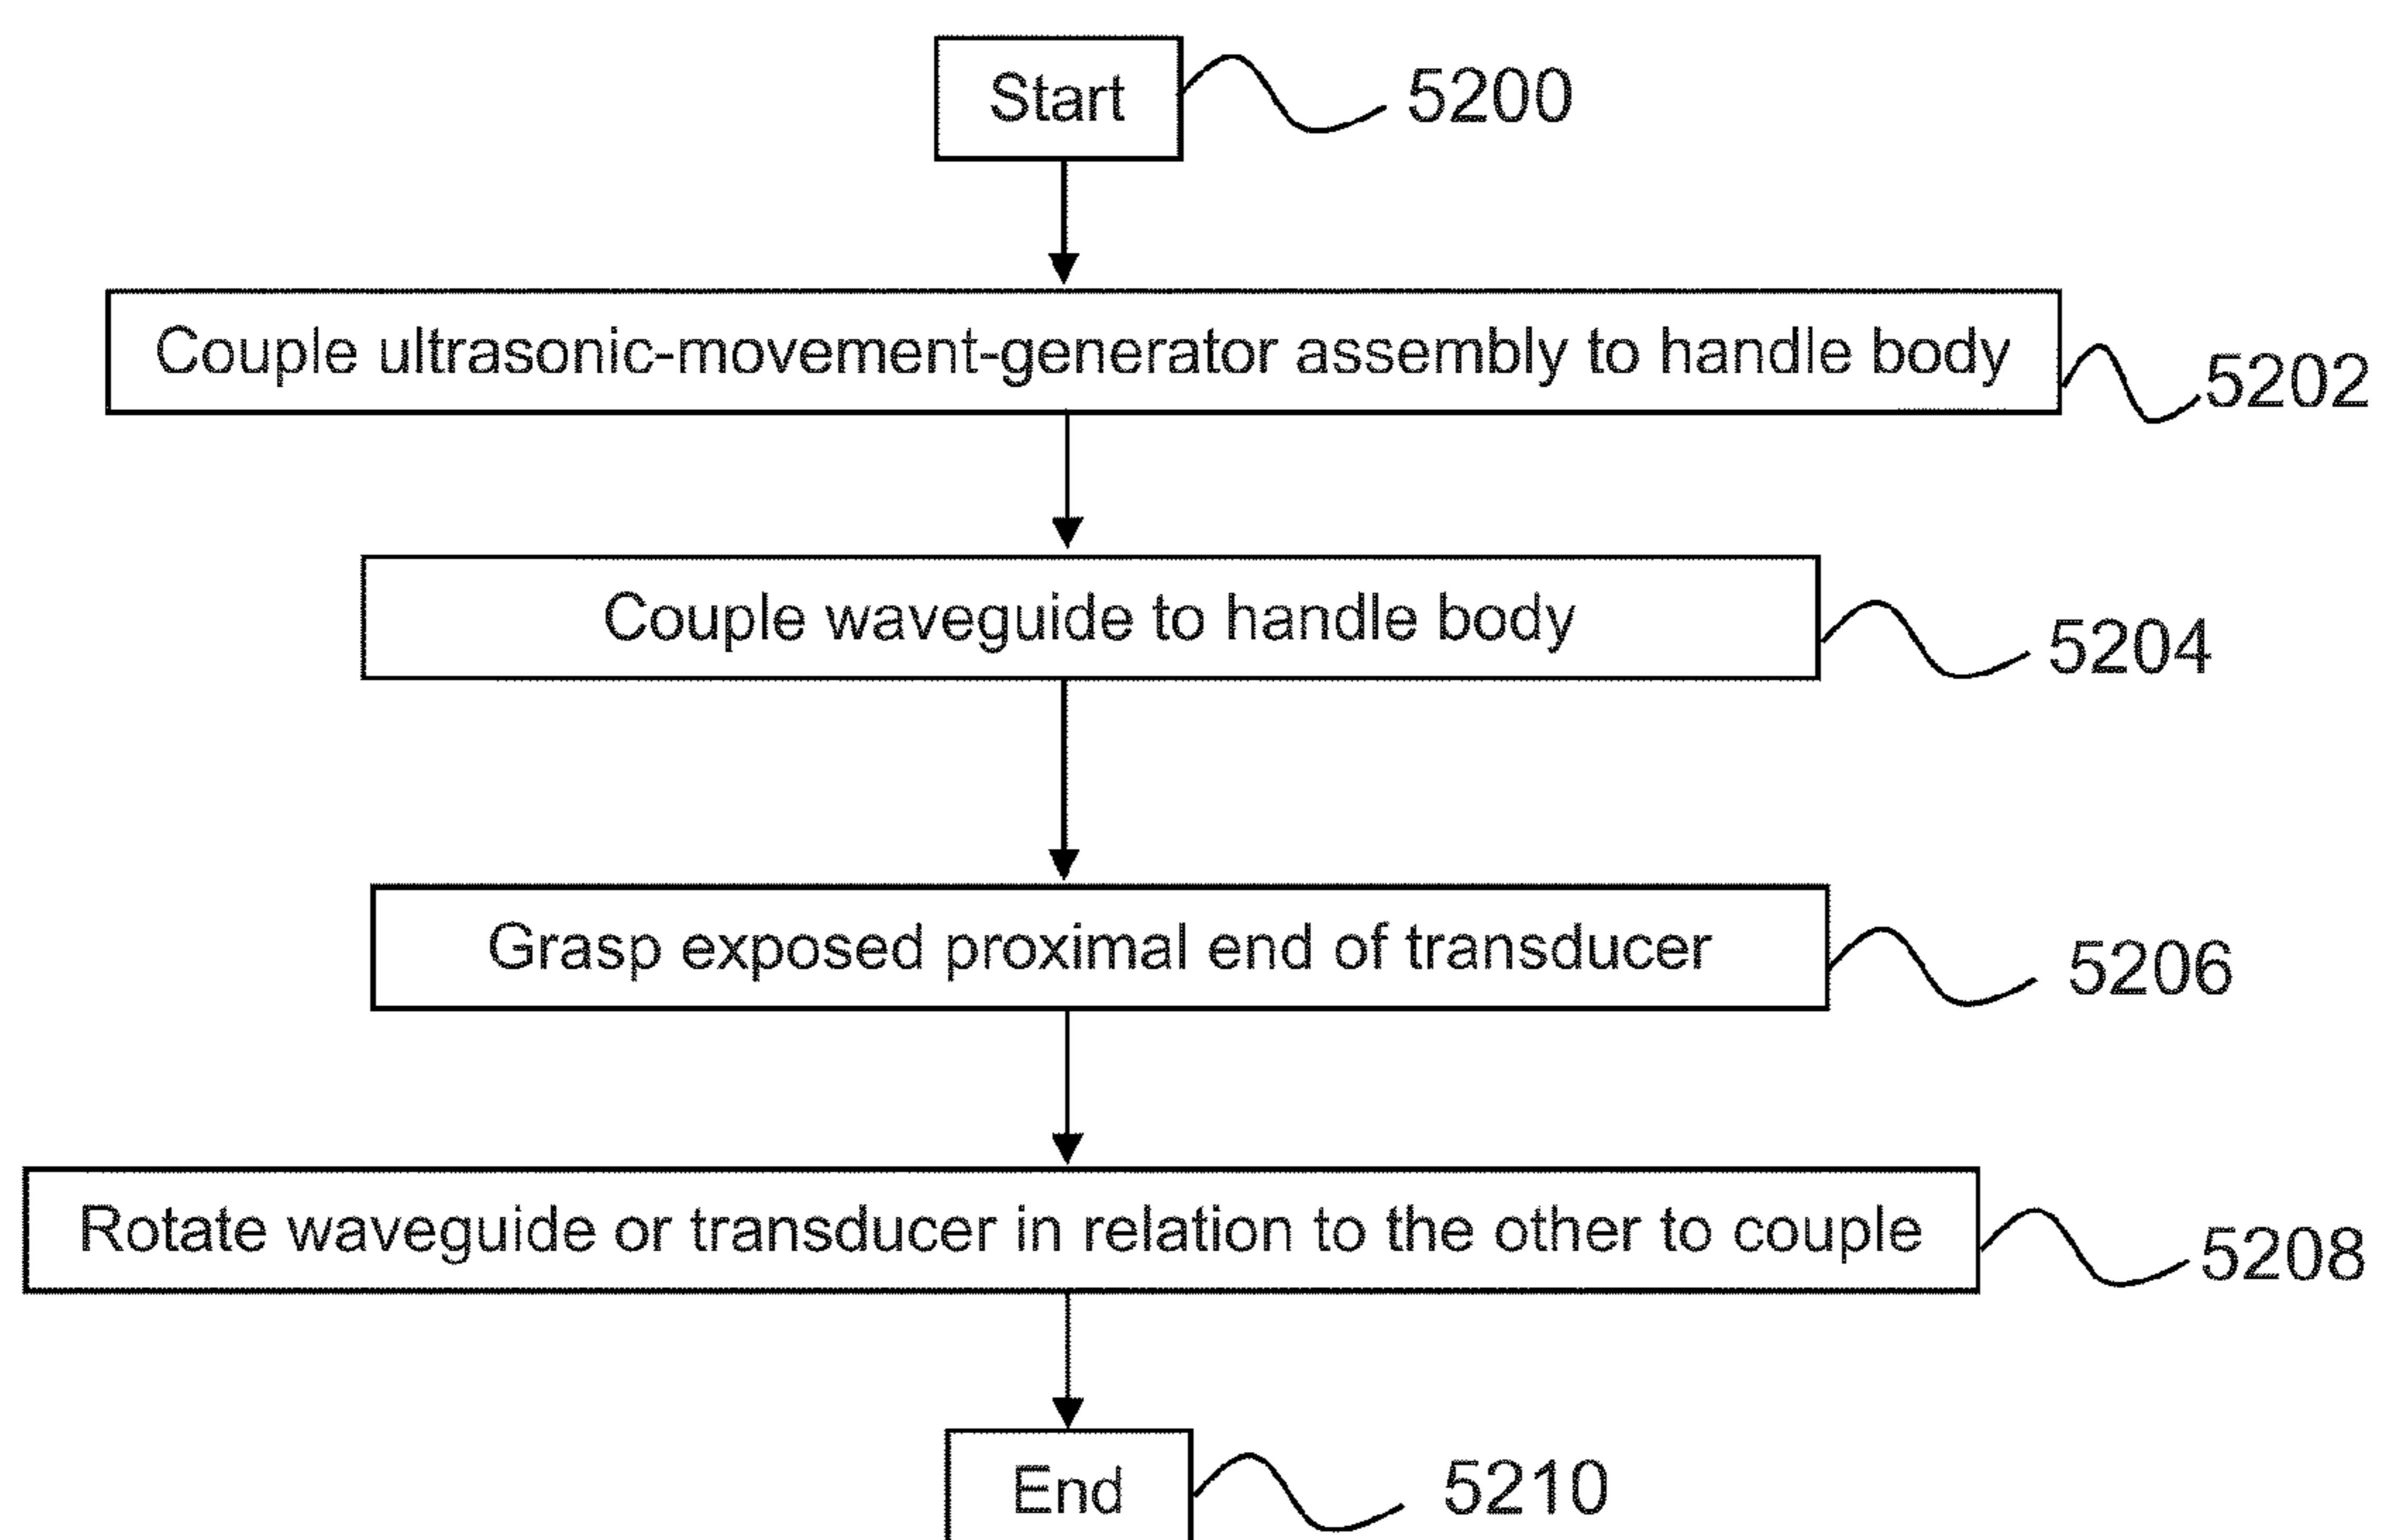 Start
5200
Couple ultrasonic-movement-generator assembly to handle body
5202
Couple waveguide to handle body
5204
Grasp exposed proximal end of transducer
5206
Rotate waveguide or transducer in relation to the other to couple
5208
End
5210